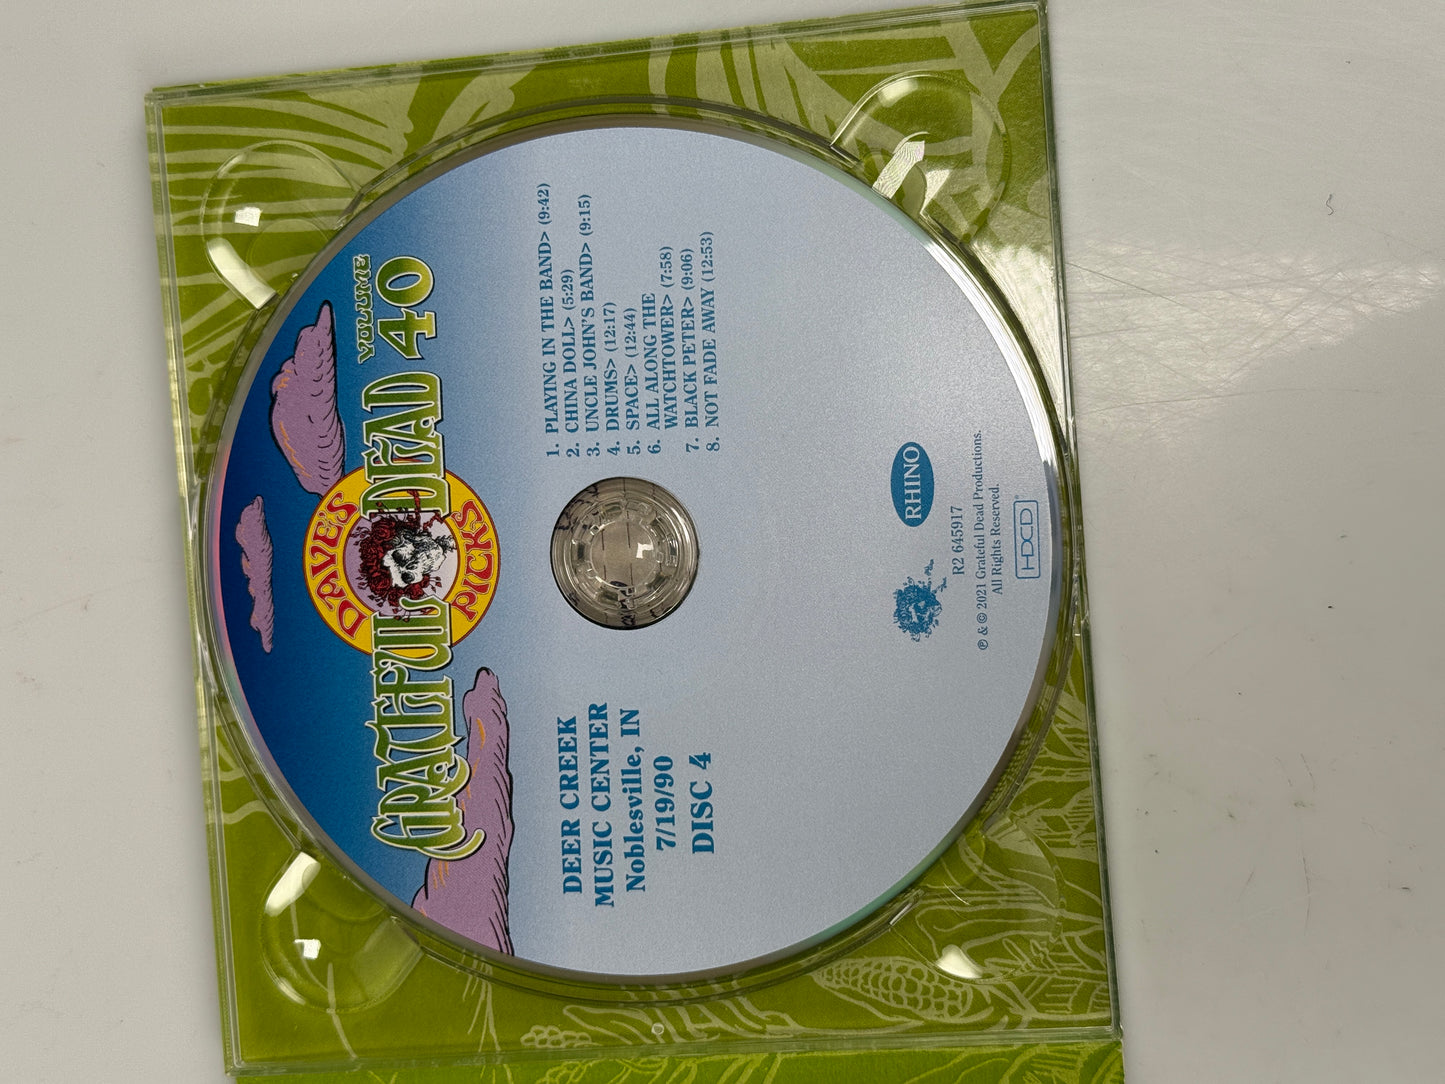 DAVE'S
VOLUME
GRATEFUL DEAD 40
PICKS
DEER CREEK
MUSIC CENTER
Noblesville, IN
7/19/90
DISC 4
1. PLAYING IN THE BAND> (9:42)
2. CHINA DOLL> (5:29)
3. UNCLE JOHN'S BAND> (9:15)
4. DRUMS> (12:17)
5. SPACE> (12:44)
6. ALL ALONG THE
WATCHTOWER> (7:58)
7. BLACK PETER> (9:06)
8. NOT FADE AWAY (12:53)
RHINO
R2 645917
℗ & © 2021 Grateful Dead Productions.
All Rights Reserved.
HDCD®